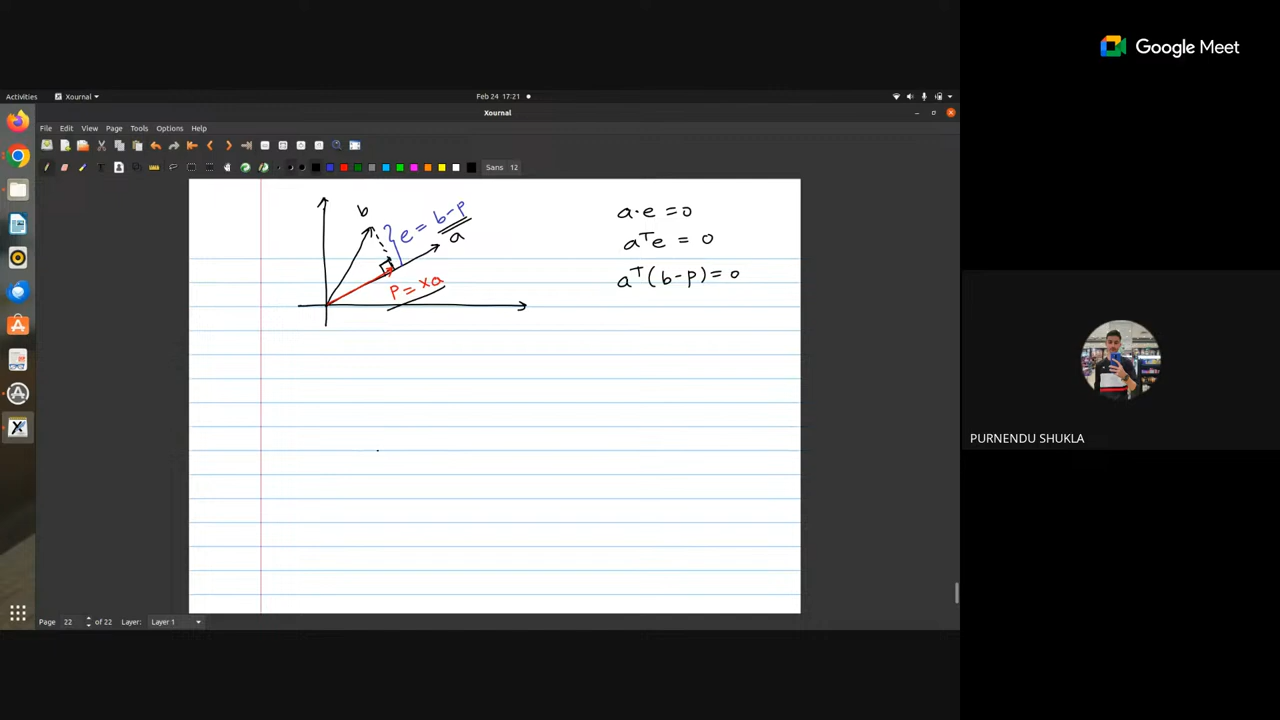 Google Meet
Activities
Xournal
Feb 24 17:21
Xournal
File Edit View Page Tools Options Help
Sans 12
b
e = b-p
a
P = xa
a·e = 0
aᵀe = 0
aᵀ(b-p) = 0
PURNENDU SHUKLA
Page 22 of 22 Layer: Layer 1